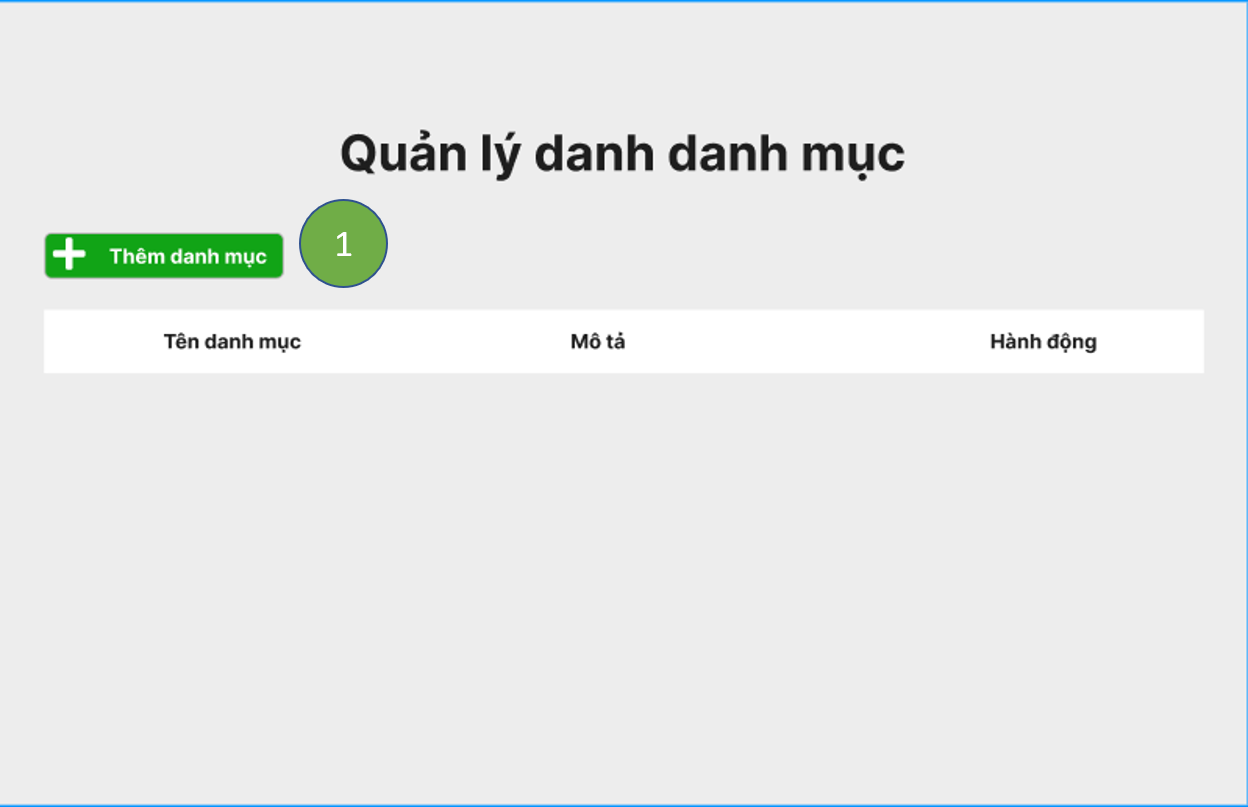 Quản lý danh danh mục
Thêm danh mục
1
Tên danh mục Mô tả Hành động